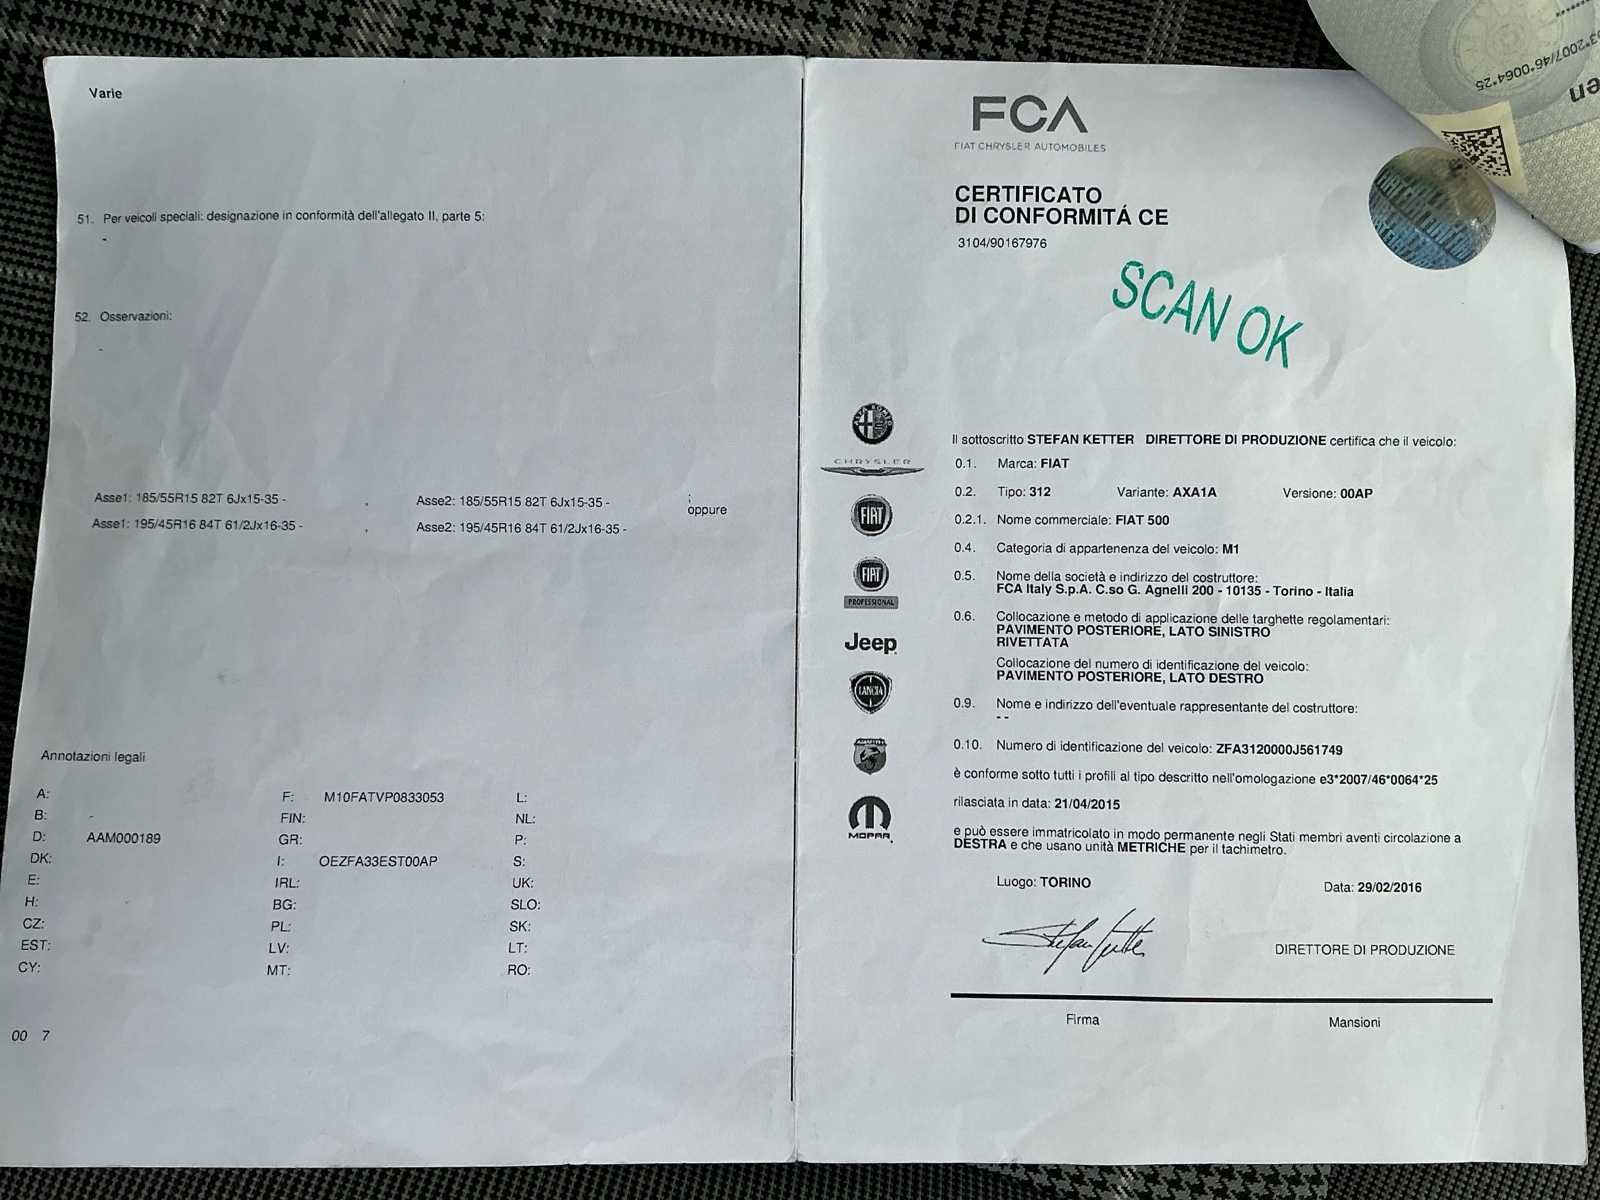 Varie
51. Per veicoli speciali: designazione in conformità dell'allegato II, parte 5:
-
52. Osservazioni:
-
Asse1: 185/55R15 82T 6Jx15-35 - . Asse2: 185/55R15 82T 6Jx15-35 - ; oppure
Asse1: 195/45R16 84T 61/2Jx16-35 - . Asse2: 195/45R16 84T 61/2Jx16-35 -
Annotazioni legali
A: F: M10FATVP0833053 L:
B: - FIN: NL:
D: AAM000189 GR: P:
DK: I: OEZFA33EST00AP S:
E: IRL: UK:
H: BG: SLO:
CZ: PL: SK:
EST: LV: LT:
CY: MT: RO:
00 7
FCA
FIAT CHRYSLER AUTOMOBILES
CERTIFICATO
DI CONFORMITÁ CE
3104/90167976
SCAN OK
ALFA ROMEO
CHRYSLER
FIAT
FIAT
PROFESSIONAL
Jeep
LANCIA
ABARTH
MOPAR
Il sottoscritto STEFAN KETTER DIRETTORE DI PRODUZIONE certifica che il veicolo:
0.1. Marca: FIAT
0.2. Tipo: 312 Variante: AXA1A Versione: 00AP
0.2.1. Nome commerciale: FIAT 500
0.4. Categoria di appartenenza del veicolo: M1
0.5. Nome della società e indirizzo del costruttore:
FCA Italy S.p.A. C.so G. Agnelli 200 - 10135 - Torino - Italia
0.6. Collocazione e metodo di applicazione delle targhette regolamentari:
PAVIMENTO POSTERIORE, LATO SINISTRO
RIVETTATA
Collocazione del numero di identificazione del veicolo:
PAVIMENTO POSTERIORE, LATO DESTRO
0.9. Nome e indirizzo dell'eventuale rappresentante del costruttore:
- -
0.10. Numero di identificazione del veicolo: ZFA3120000J561749
è conforme sotto tutti i profili al tipo descritto nell'omologazione e3*2007/46*0064*25
rilasciata in data: 21/04/2015
e può essere immatricolato in modo permanente negli Stati membri aventi circolazione a
DESTRA e che usano unità METRICHE per il tachimetro.
Luogo: TORINO Data: 29/02/2016
Stefan Ketter
DIRETTORE DI PRODUZIONE
Firma Mansioni
3*2007/46*0064*25
en